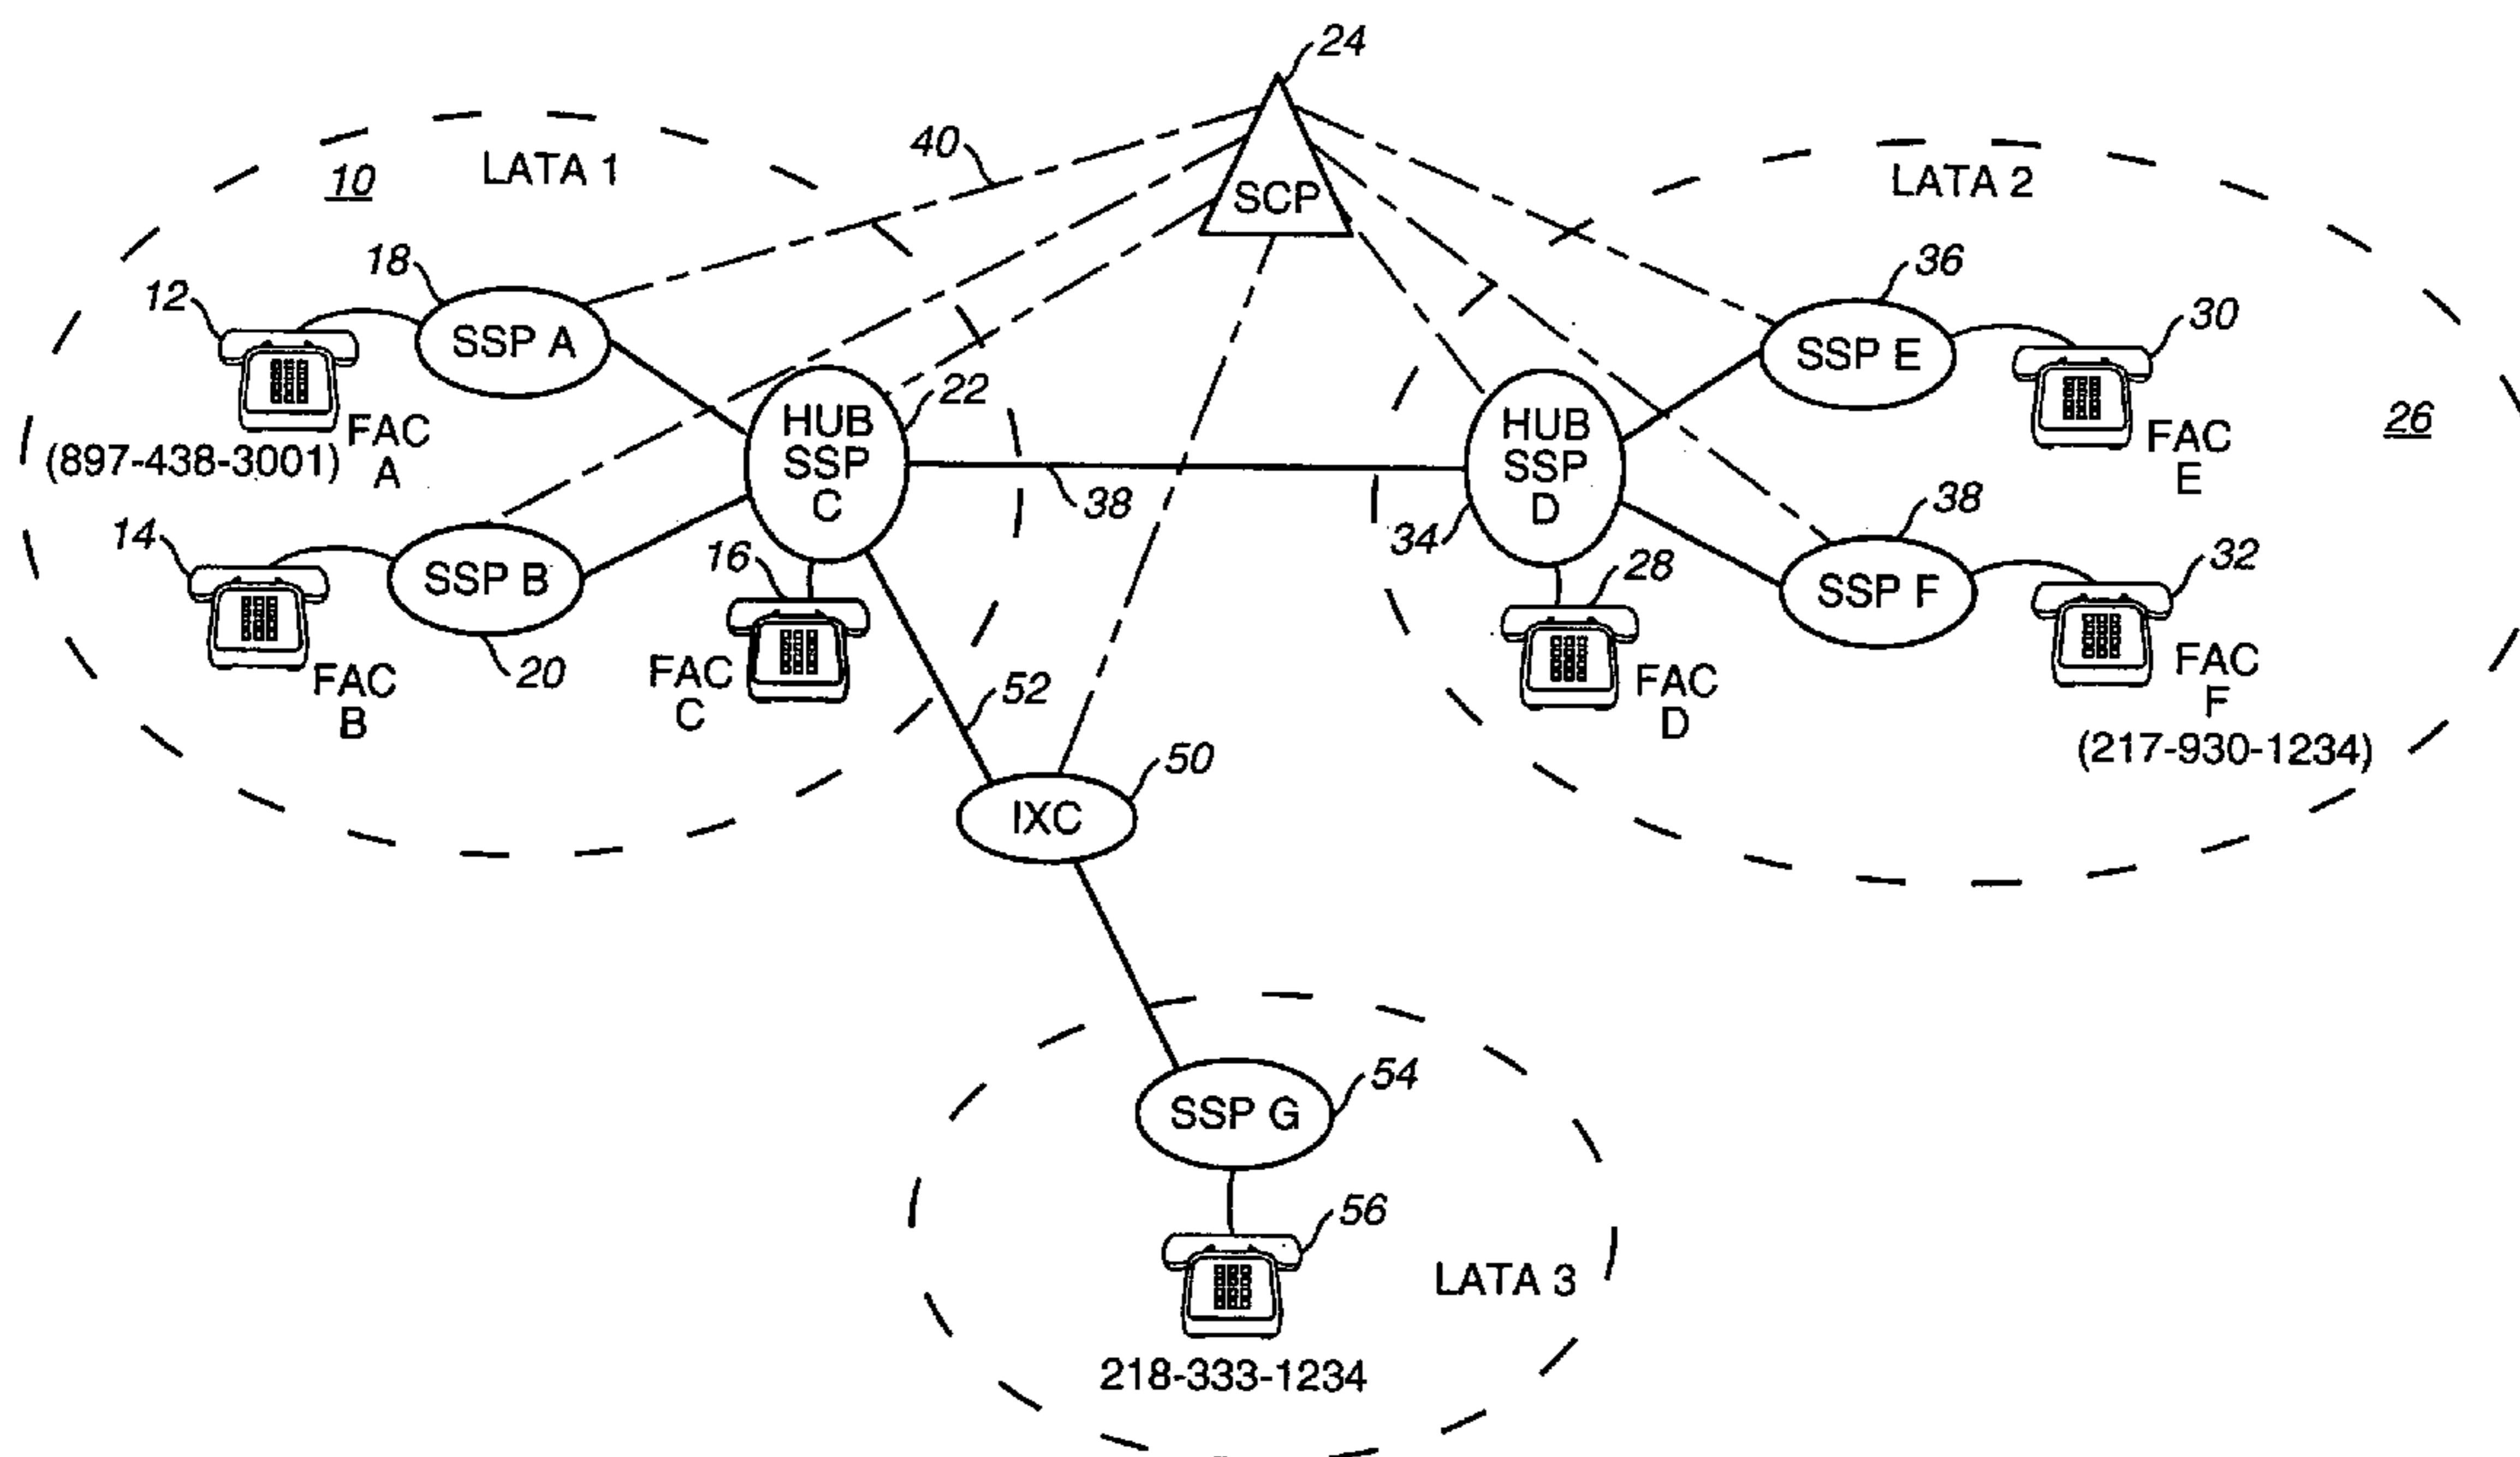 24
40
10
LATA 1
SCP
LATA 2
18
36
12
30
SSP A
SSP E
22
HUB
SSP
C
HUB
SSP
D
26
FAC
A
(897-438-3001)
FAC
E
38
38
14
34
16
28
32
SSP B
SSP F
20
FAC
B
FAC
C
52
FAC
D
FAC
F
(217-930-1234)
50
IXC
54
SSP G
56
LATA 3
218-333-1234